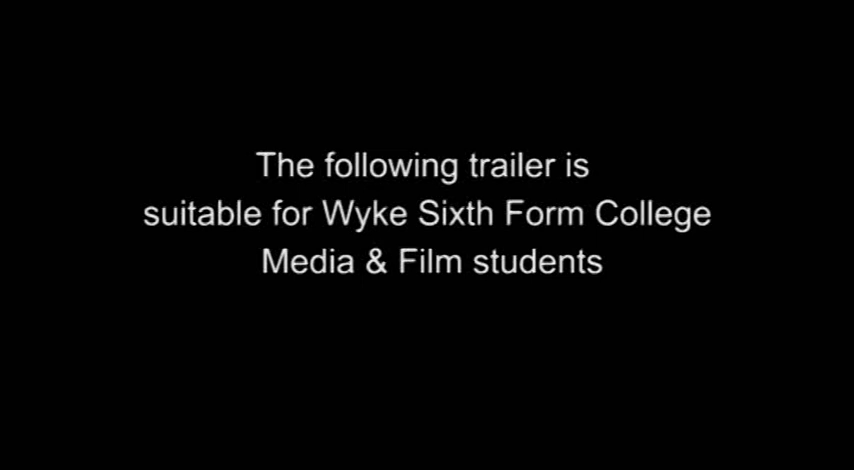 The following trailer is
suitable for Wyke Sixth Form College
Media & Film students